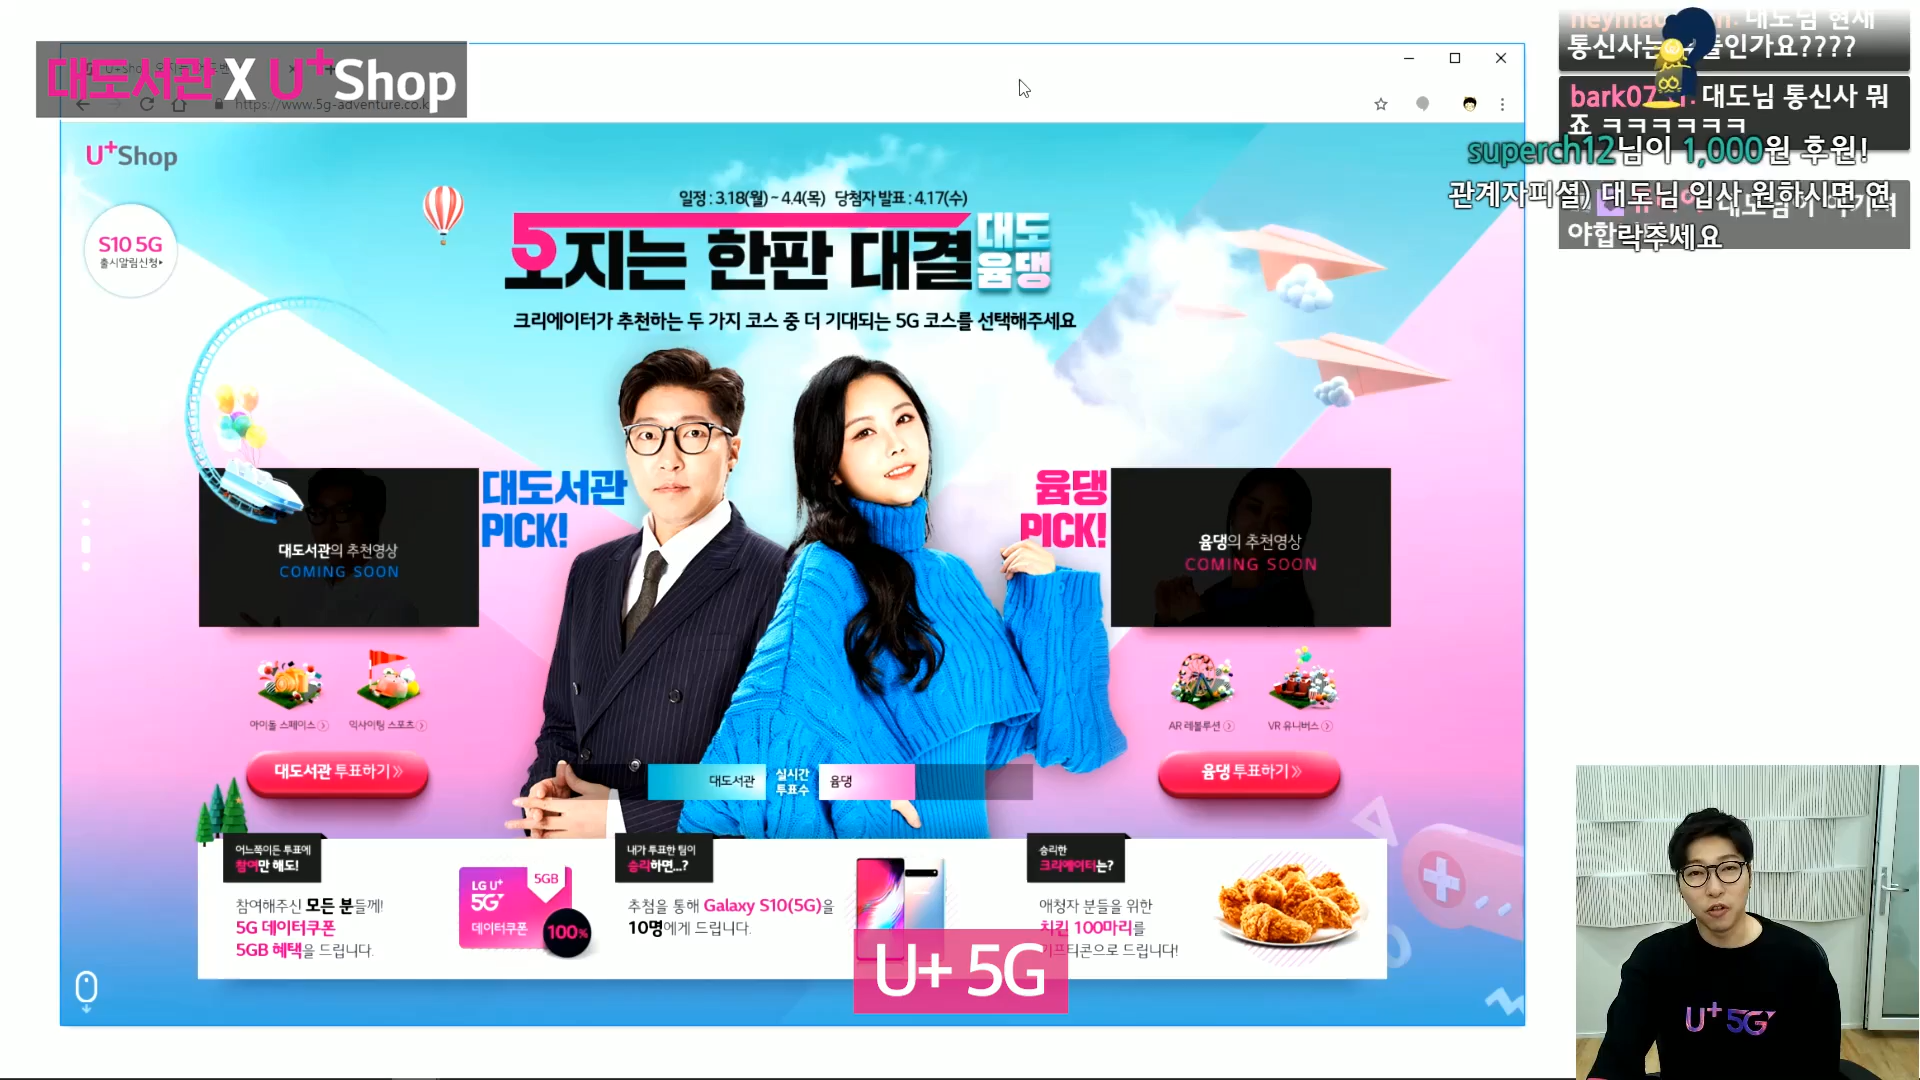 대도서관 X U+Shop
https://www.5g-adventure.co.k
U+Shop
S10 5G
출시알림신청
일정 : 3.18(월) ~ 4.4(목) 당첨자 발표 : 4.17(수)
5지는 한판 대결
대도
윰댕
크리에이터가 추천하는 두 가지 코스 중 더 기대되는 5G 코스를 선택해주세요
대도서관
PICK!
윰댕
PICK!
대도서관의 추천영상
COMING SOON
윰댕의 추천영상
COMING SOON
아이돌 스페이스
익사이팅 스포츠
AR 레볼루션
VR 유니버스
대도서관 투표하기
대도서관
실시간
투표수
윰댕
윰댕 투표하기
어느쪽이든 투표에
참여만 해도!
참여해주신 모든 분들께!
5G 데이터쿠폰
5GB 혜택을 드립니다.
LG U+
5G
데이터쿠폰
5GB
100%
내가 투표한 팀이
승리하면...?
추첨을 통해 Galaxy S10(5G)을
10명에게 드립니다.
승리한
크리에이터는?
애청자 분들을 위한
치킨 100마리를
기프티콘으로 드립니다!
U+ 5G
대도님 현재
통신사는
들인가요????
대도님 통신사 뭐
죠 ㅋㅋㅋㅋㅋㅋ
superch12님이 1,000원 후원!
관계자피셜) 대도님 입사 원하시면 연
락주세요
야합
U+ 5G